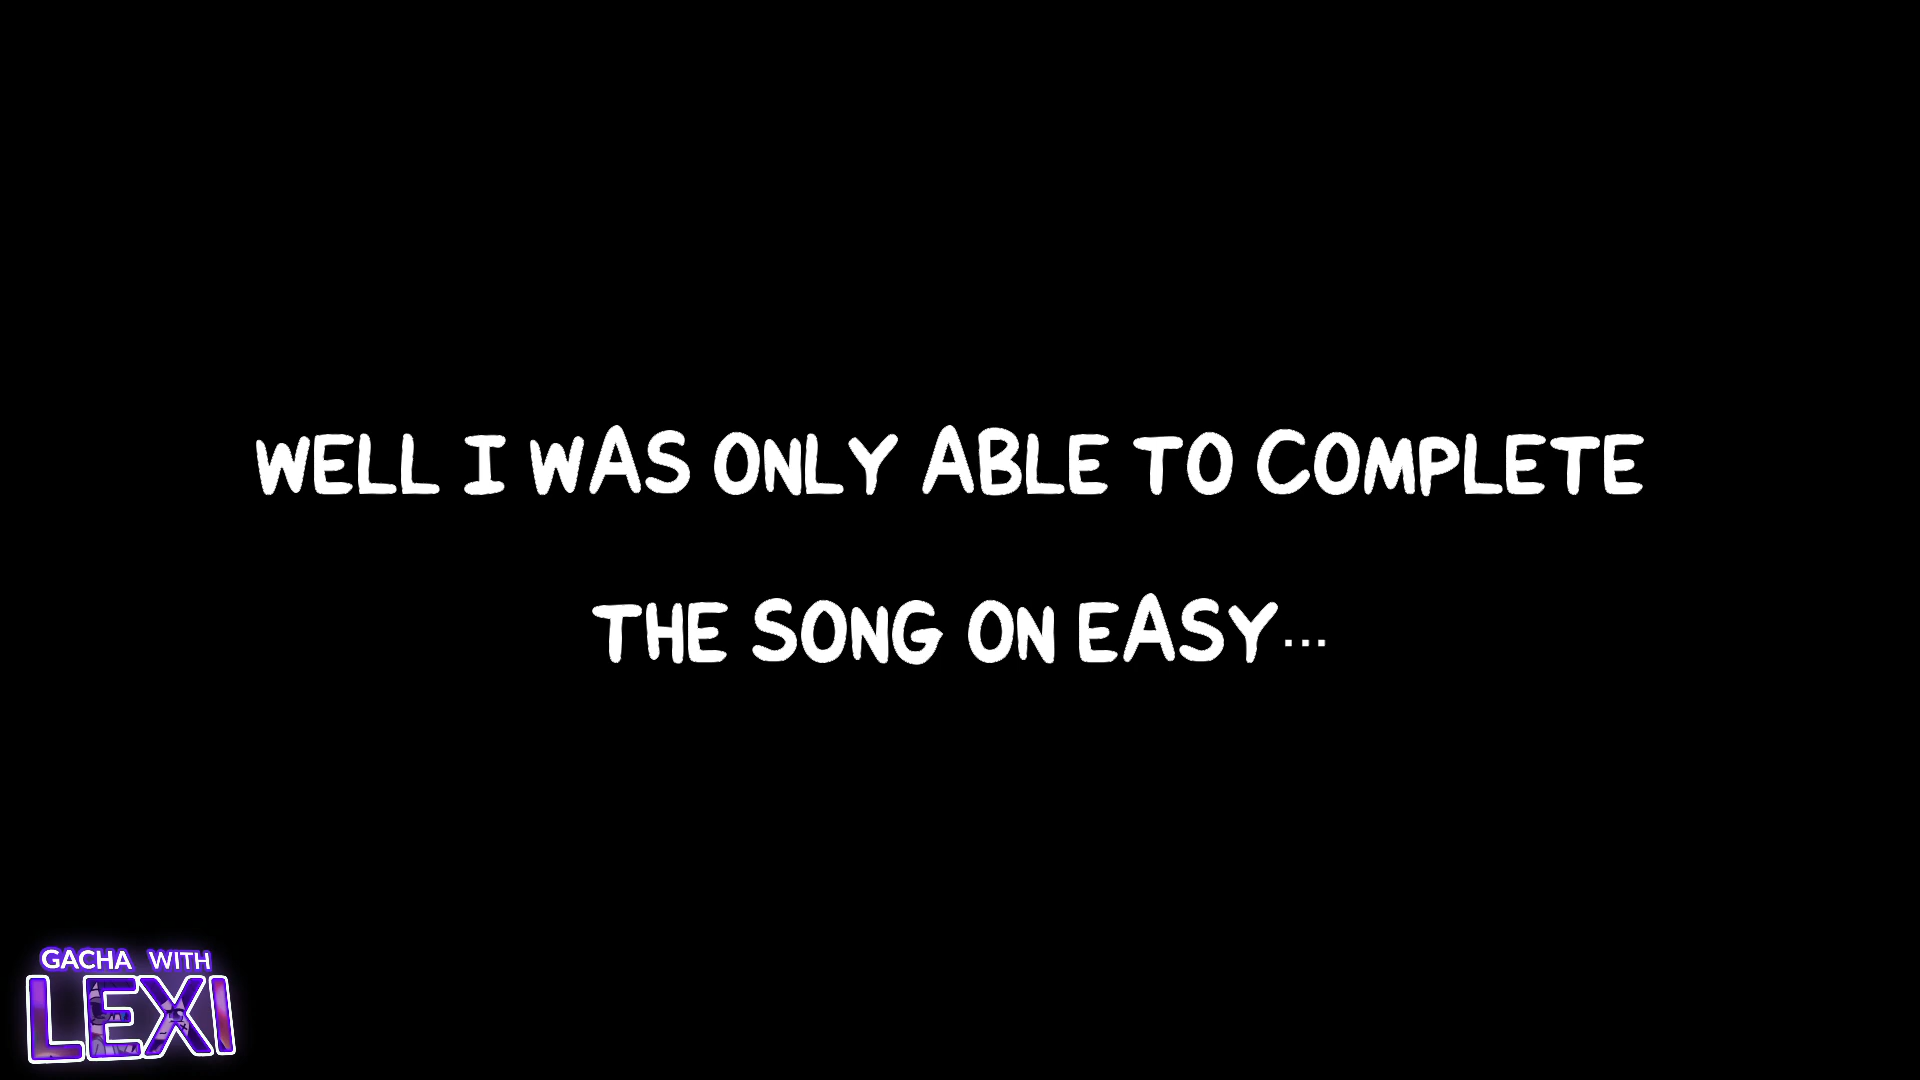 WELL I WAS ONLY ABLE TO COMPLETE
THE SONG ON EASY...
GACHA WITH
LEXI